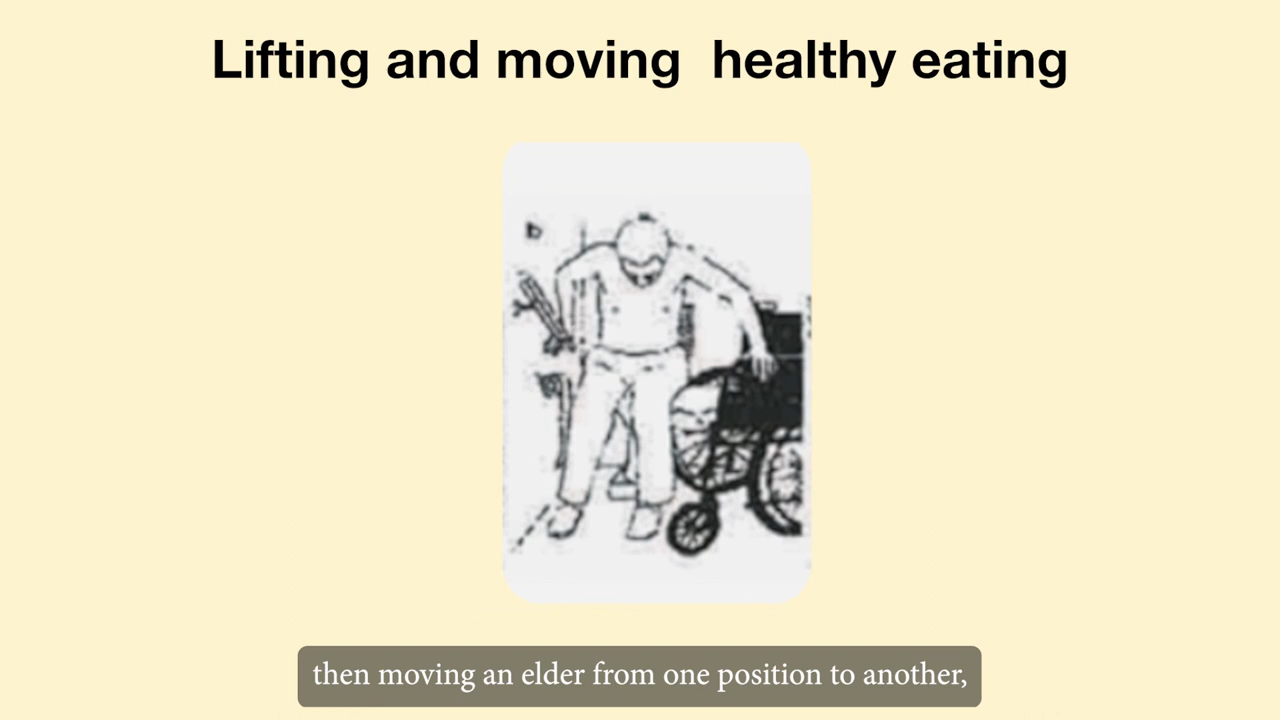 Lifting and moving  healthy eating
b
then moving an elder from one position to another,